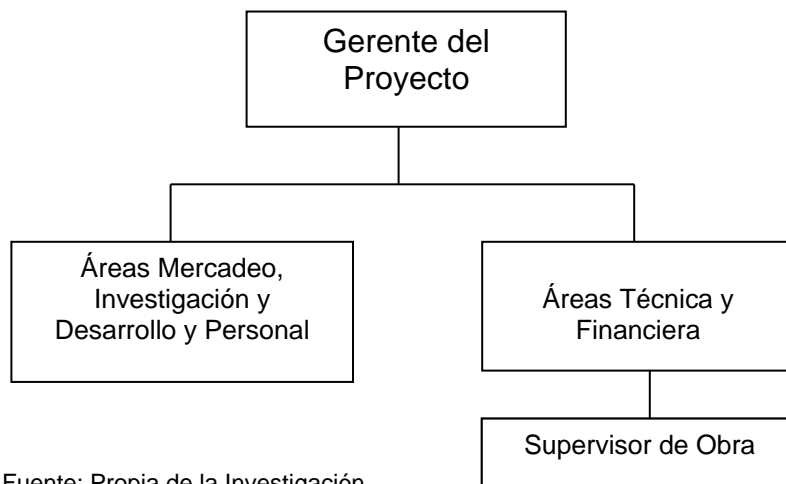 Gerente del
Proyecto
Áreas Mercadeo,
Investigación y
Desarrollo y Personal
Áreas Técnica y
Financiera
Supervisor de Obra
Fuente: Propia de la Investigación